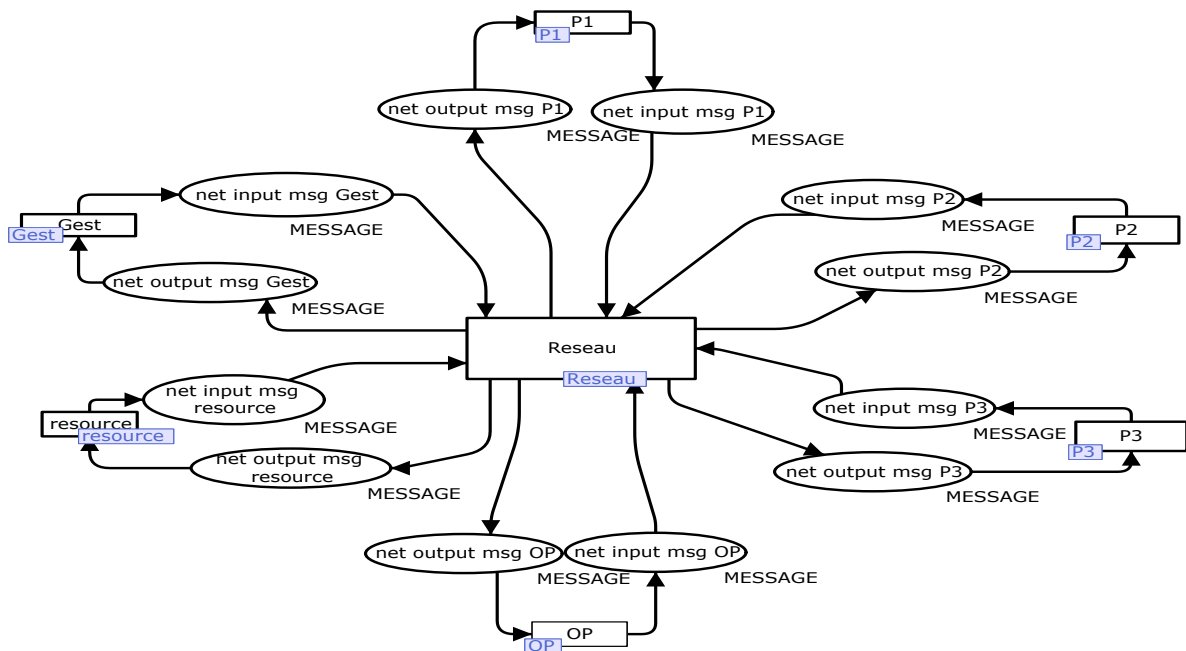 P1
P1
net output msg P1
MESSAGE
net input msg P1
MESSAGE
net input msg Gest
MESSAGE
Gest
Gest
net output msg Gest
MESSAGE
net input msg P2
MESSAGE
P2
P2
net output msg P2
MESSAGE
Reseau
Reseau
net input msg
resource
MESSAGE
resource
resource
net output msg
resource
MESSAGE
net input msg P3
MESSAGE
P3
P3
net output msg P3
MESSAGE
net output msg OP
MESSAGE
net input msg OP
MESSAGE
OP
OP